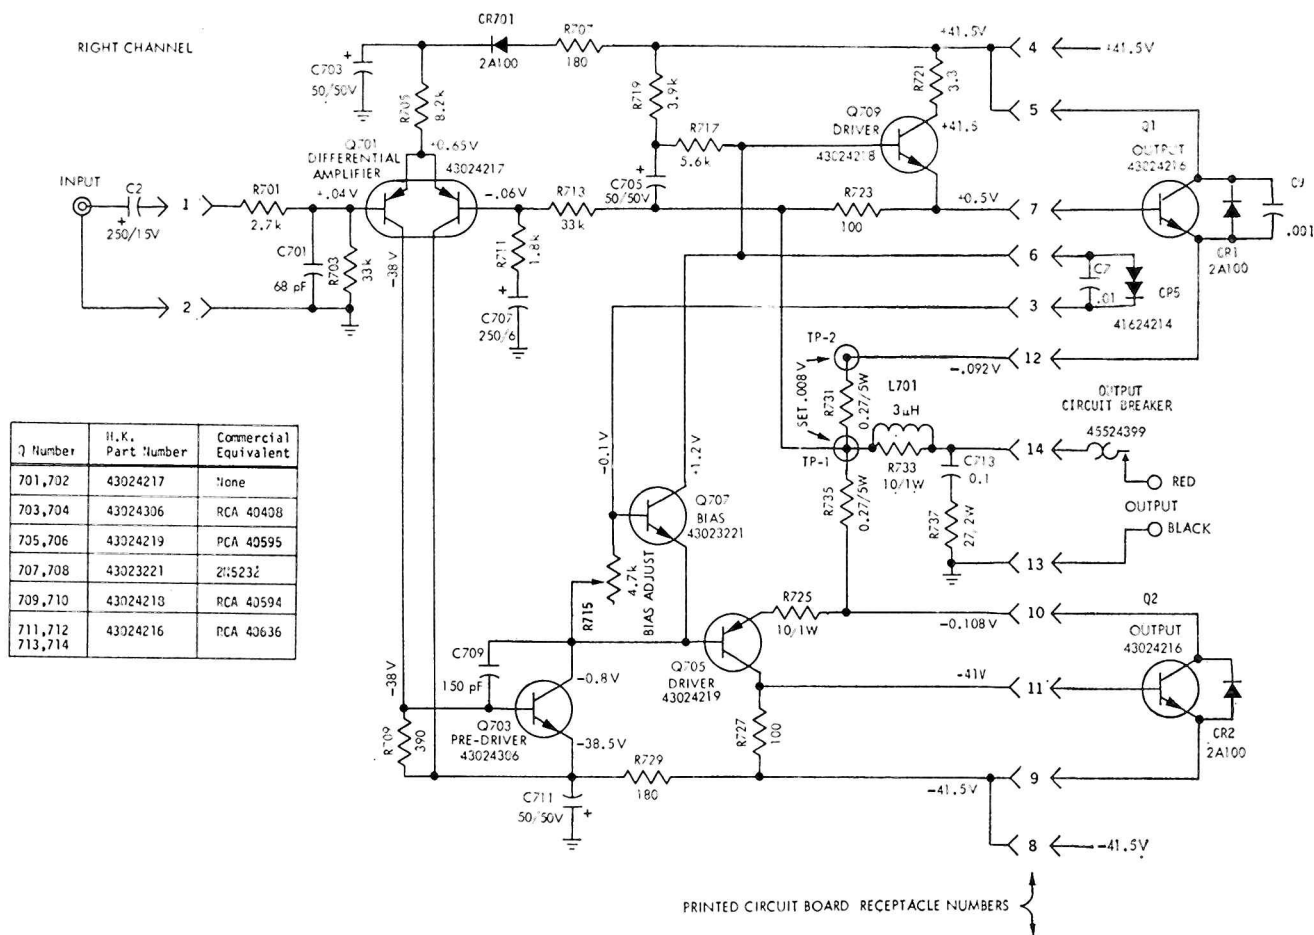 RIGHT CHANNEL
CR701
2A100
R707
180
+41.5V
4
+41.5V
C703
50/50V
+
R705
8.2k
R719
3.9k
R721
3.3
5
Q709
DRIVER
43024218
+41.5
R717
5.6k
Q1
OUTPUT
43024216
Q701
DIFFERENTIAL
AMPLIFIER
+0.65V
43024217
INPUT
C2
+
250/15V
1
R701
2.7k
+.04V
-.06V
R713
33k
C705
50/50V
+
R723
100
+0.5V
7
.001
CR1
2A100
C701
68 pF
R703
33k
-38V
R711
1.8k
+
C707
250/6
6
C7
.01
41624214
2
3
TP-2
-.092V
12
SET .008V
R731
0.27/5W
L701
3μH
OUTPUT
CIRCUIT BREAKER
45524399
TP-1
R733
10/1W
C713
0.1
14
RED
OUTPUT
BLACK
R735
0.27/5W
R737
27/2W
13
-0.1V
-1.2V
Q707
BIAS
43023221
R715
4.7k
BIAS ADJUST
R725
10/1W
-0.108V
10
Q2
OUTPUT
43024216
C709
150 pF
-0.8V
Q705
DRIVER
43024219
-41V
11
-38V
R709
390
Q703
PRE-DRIVER
43024306
-38.5V
R727
100
CR2
2A100
R729
180
C711
50/50V
+
-41.5V
9
8
-41.5V
PRINTED CIRCUIT BOARD RECEPTACLE NUMBERS
Q Number H.K. Part Number Commercial Equivalent
701,702 43024217 None
703,704 43024306 RCA 40408
705,706 43024219 RCA 40595
707,708 43023221 2N5232
709,710 43024218 RCA 40594
711,712 43024216 RCA 40636
713,714